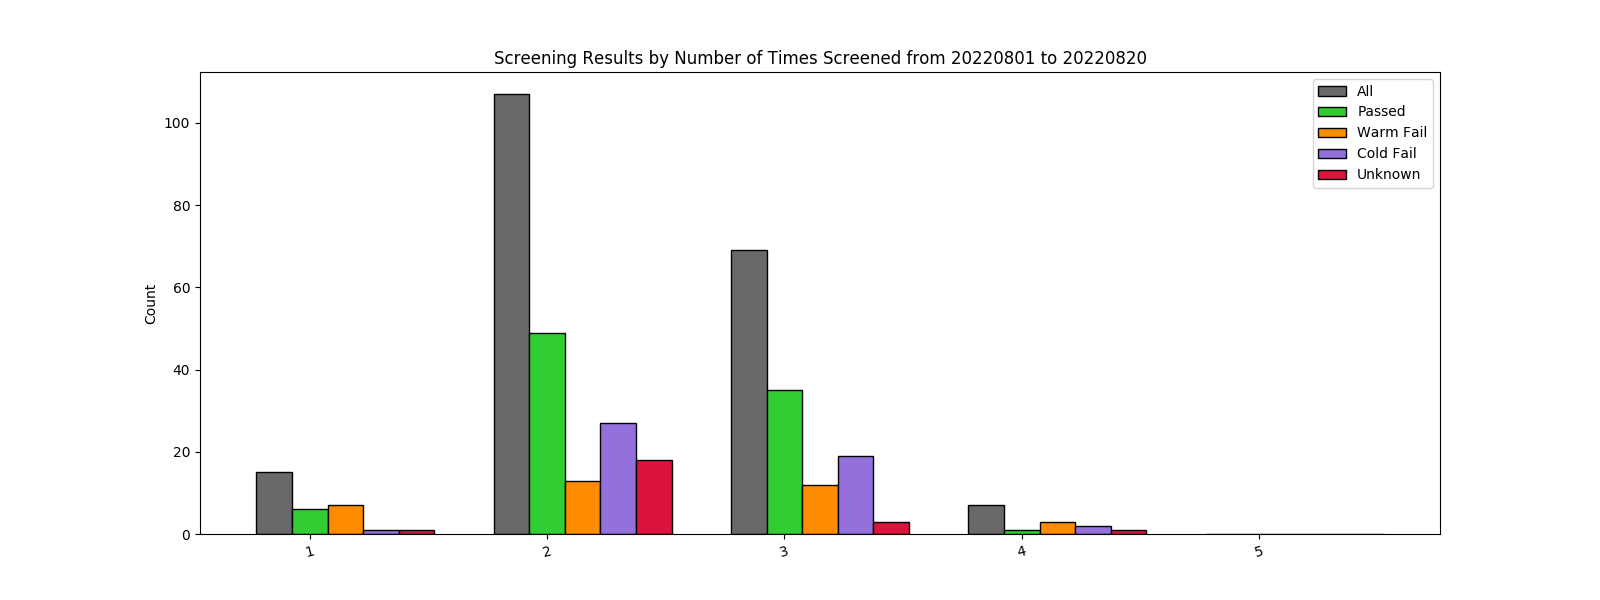 Screening Results by Number of Times Screened from 20220801 to 20220820
All
Passed
Warm Fail
Cold Fail
Unknown
Count
100
80
60
40
20
0
1
2
3
4
5